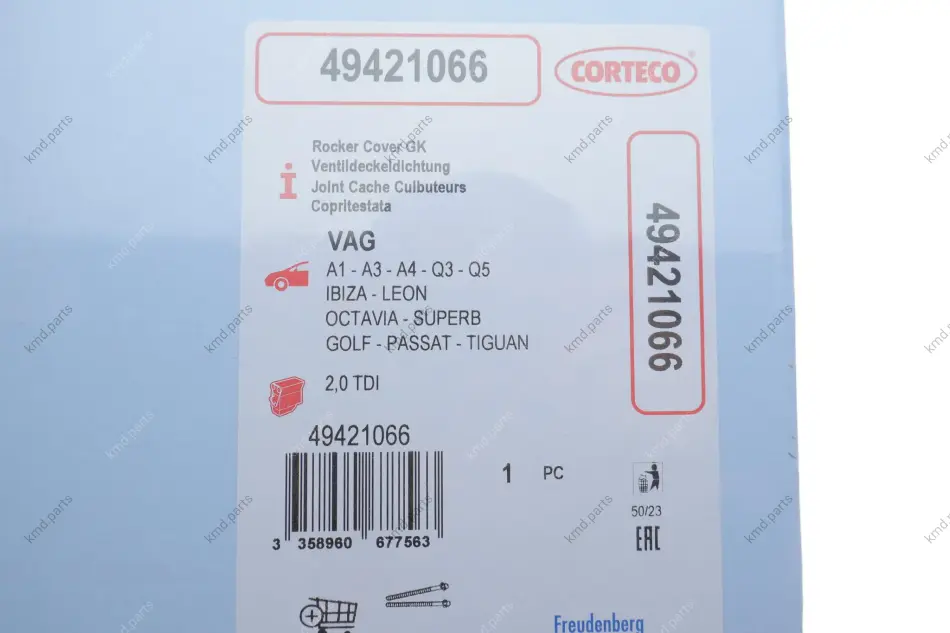 49421066
CORTECO®
Rocker Cover GK
Ventildeckeldichtung
Joint Cache Culbuteurs
Copritestata
VAG
A1 - A3 - A4 - Q3 - Q5
IBIZA - LEON
OCTAVIA - SUPERB
GOLF - PASSAT - TIGUAN
2,0 TDI
49421066
49421066
3 358960 677563
1 PC
50/23
EAC
Freudenberg
kmd.parts